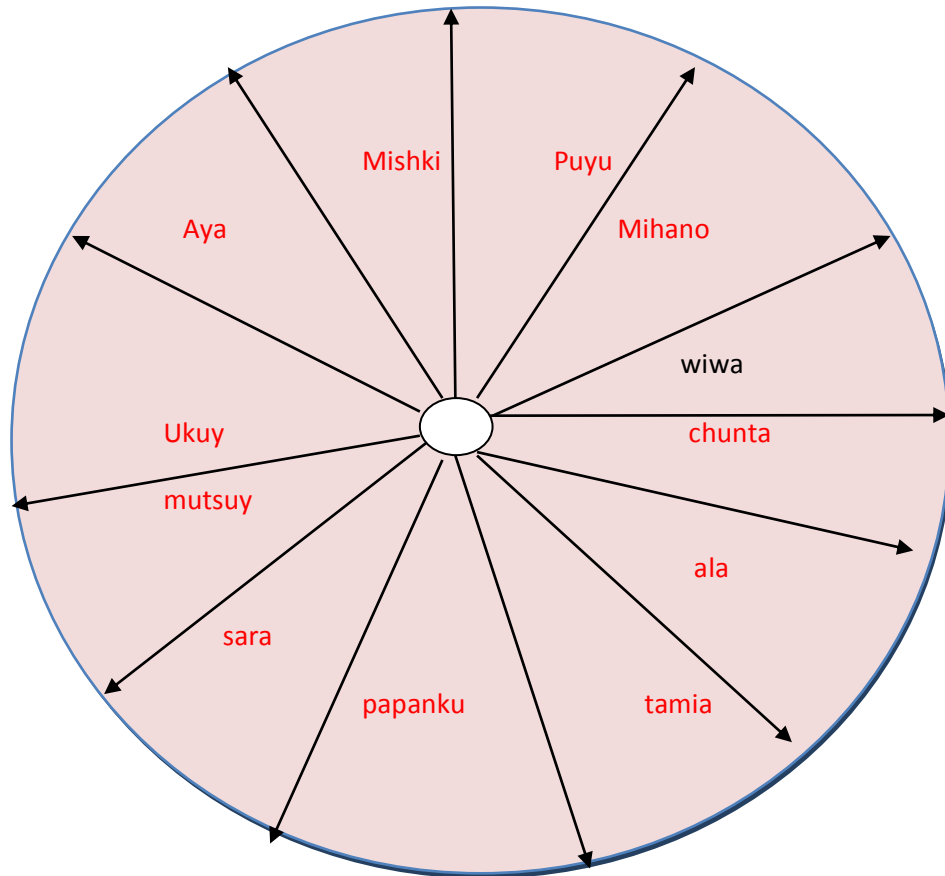 Mishki
Puyu
Aya
Mihano
wiwa
Ukuy
chunta
mutsuy
ala
sara
papanku
tamia